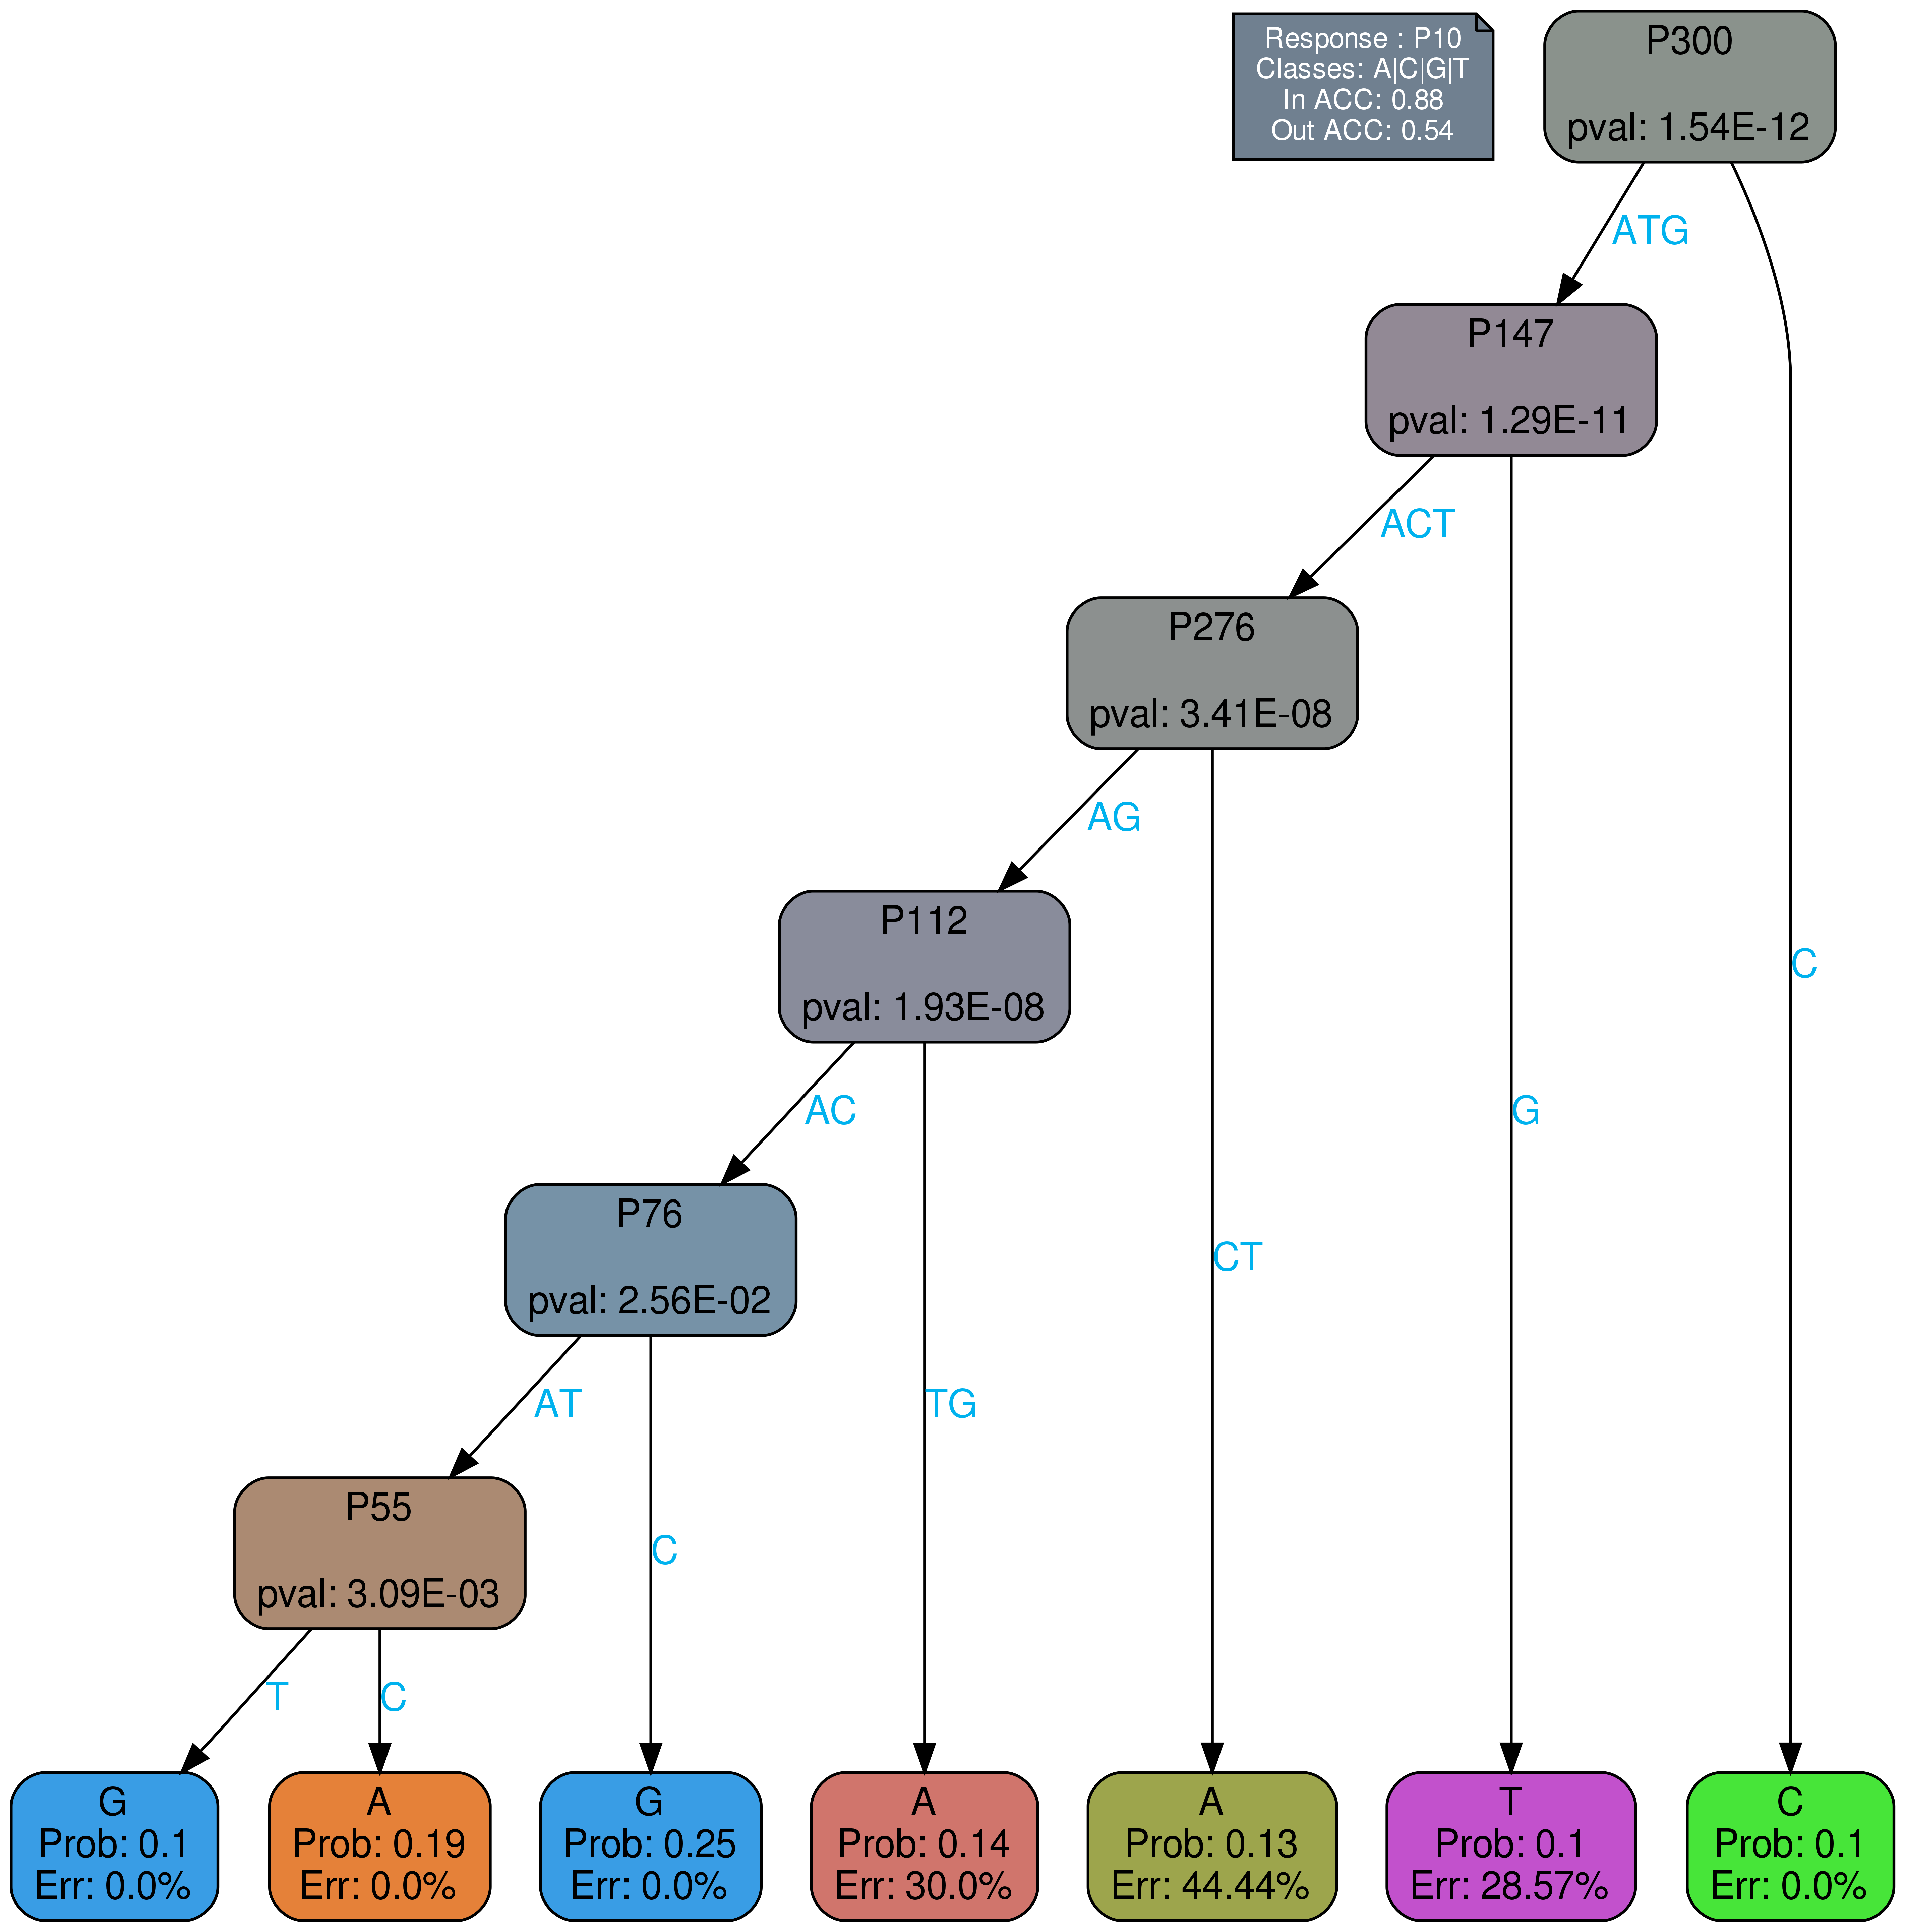 Response : P10
Classes: A|C|G|T
In ACC: 0.88
Out ACC: 0.54
P300
pval: 1.54E-12
ATG
P147
pval: 1.29E-11
ACT
P276
pval: 3.41E-08
AG
P112
pval: 1.93E-08
C
AC
G
P76
pval: 2.56E-02
CT
AT
TG
P55
pval: 3.09E-03
C
T
C
G
Prob: 0.1
Err: 0.0%
A
Prob: 0.19
Err: 0.0%
G
Prob: 0.25
Err: 0.0%
A
Prob: 0.14
Err: 30.0%
A
Prob: 0.13
Err: 44.44%
T
Prob: 0.1
Err: 28.57%
C
Prob: 0.1
Err: 0.0%